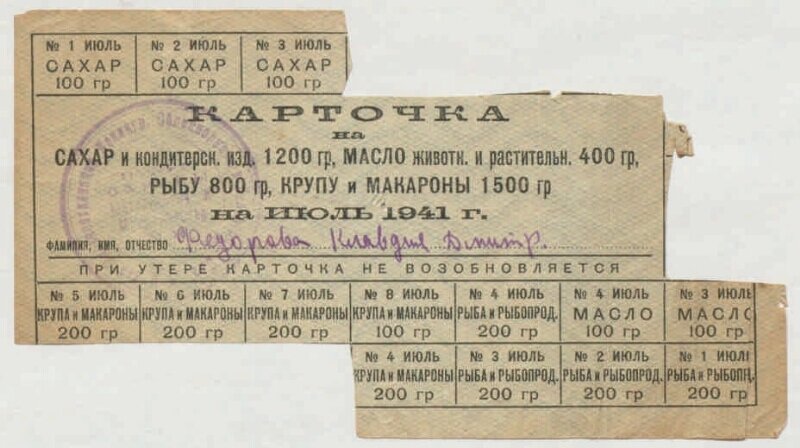 № 1 ИЮЛЬ № 2 ИЮЛЬ № 3 ИЮЛЬ
САХАР САХАР САХАР
100 гр 100 гр 100 гр
КАРТОЧКА
на
САХАР и кондитерск. изд. 1200 гр, МАСЛО животн. и растительн. 400 гр,
РЫБУ 800 гр, КРУПУ и МАКАРОНЫ 1500 гр
на ИЮЛЬ 1941 г.
ФАМИЛИЯ, ИМЯ, ОТЧЕСТВО Федорова Клавдия Дмитр.
ПРИ УТЕРЕ КАРТОЧКА НЕ ВОЗОБНОВЛЯЕТСЯ
№ 5 ИЮЛЬ № 6 ИЮЛЬ № 7 ИЮЛЬ № 8 ИЮЛЬ № 4 ИЮЛЬ № 4 ИЮЛЬ № 3 ИЮЛЬ
КРУПА и МАКАРОНЫ КРУПА и МАКАРОНЫ КРУПА и МАКАРОНЫ КРУПА и МАКАРОНЫ РЫБА и РЫБОПРОД. МАСЛО МАСЛО
200 гр 200 гр 200 гр 100 гр 200 гр 100 гр 100 гр
№ 4 ИЮЛЬ № 3 ИЮЛЬ № 2 ИЮЛЬ № 1 ИЮЛЬ
КРУПА и МАКАРОНЫ РЫБА и РЫБОПРОД. РЫБА и РЫБОПРОД. РЫБА и РЫБОПРОД.
200 гр 200 гр 200 гр 200 гр